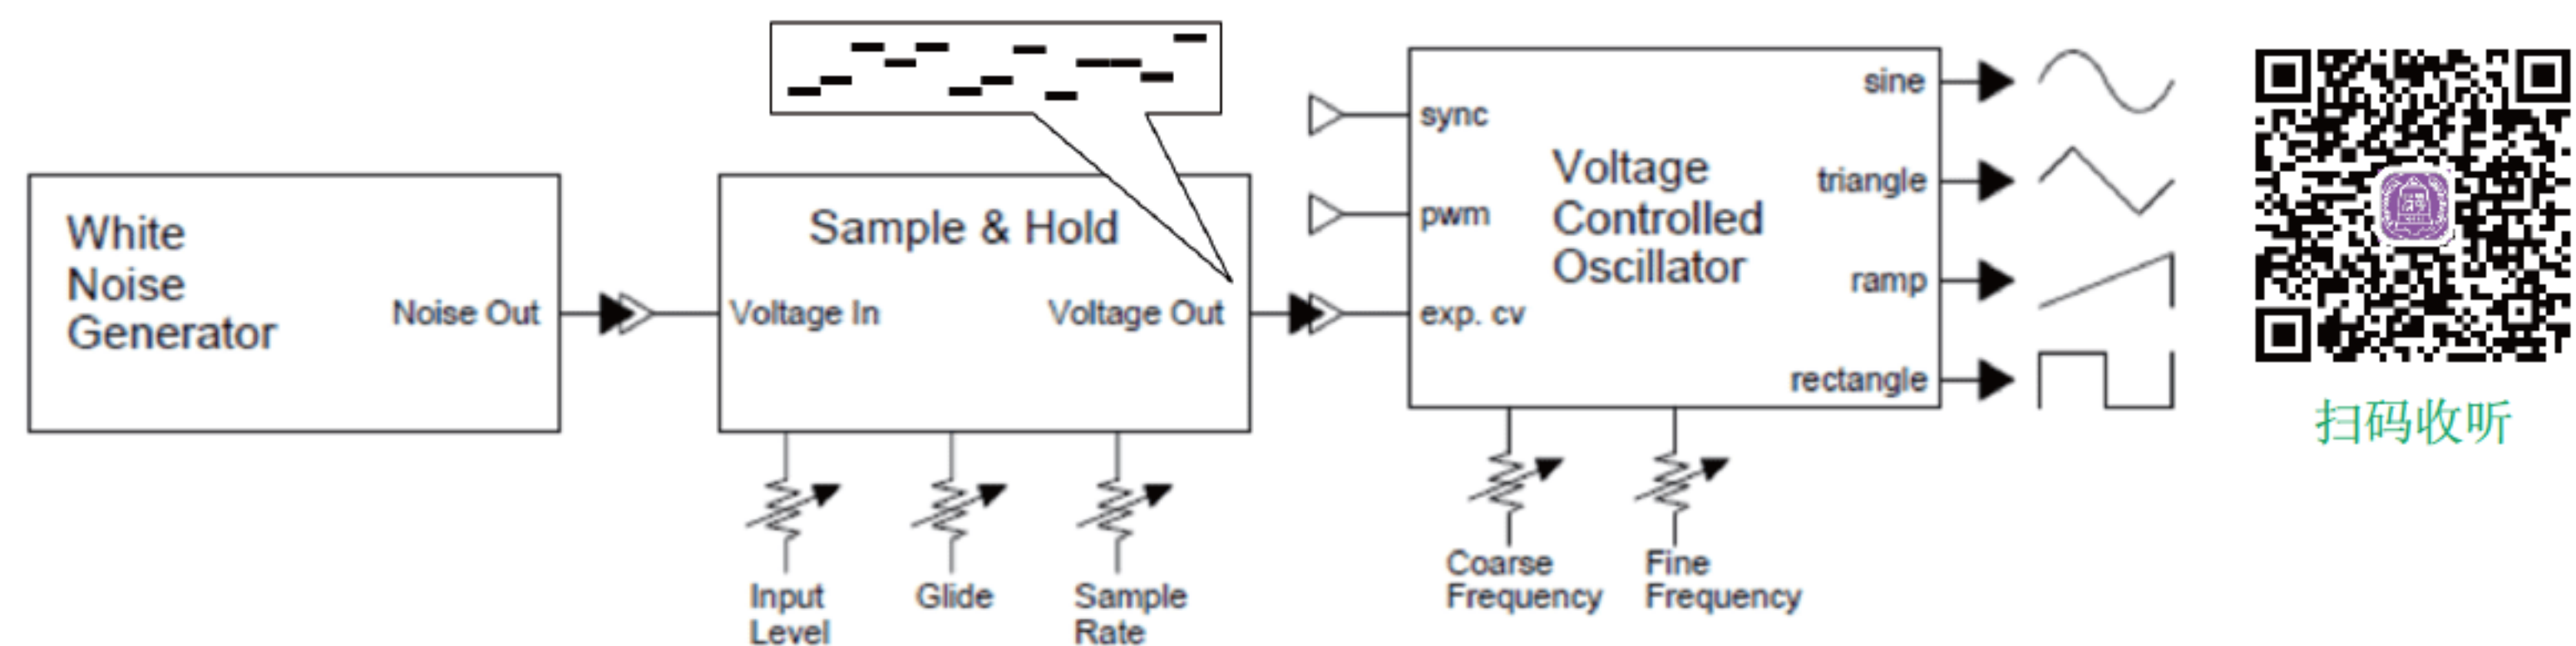 White
Noise
Generator
Noise Out
Sample & Hold
Voltage In
Voltage Out
Input
Level
Glide
Sample
Rate
sync
pwm
exp. cv
Voltage
Controlled
Oscillator
sine
triangle
ramp
rectangle
Coarse
Frequency
Fine
Frequency
扫码收听